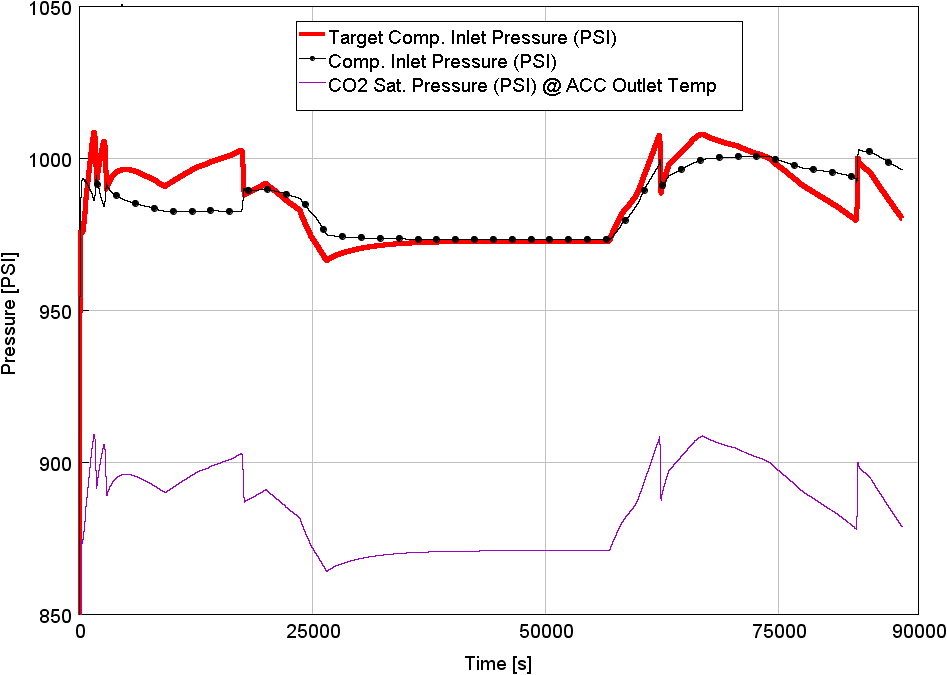 1050
1000
950
900
850
Pressure [PSI]
Target Comp. Inlet Pressure (PSI)
Comp. Inlet Pressure (PSI)
CO2 Sat. Pressure (PSI) @ ACC Outlet Temp
0
25000
50000
75000
90000
Time [s]